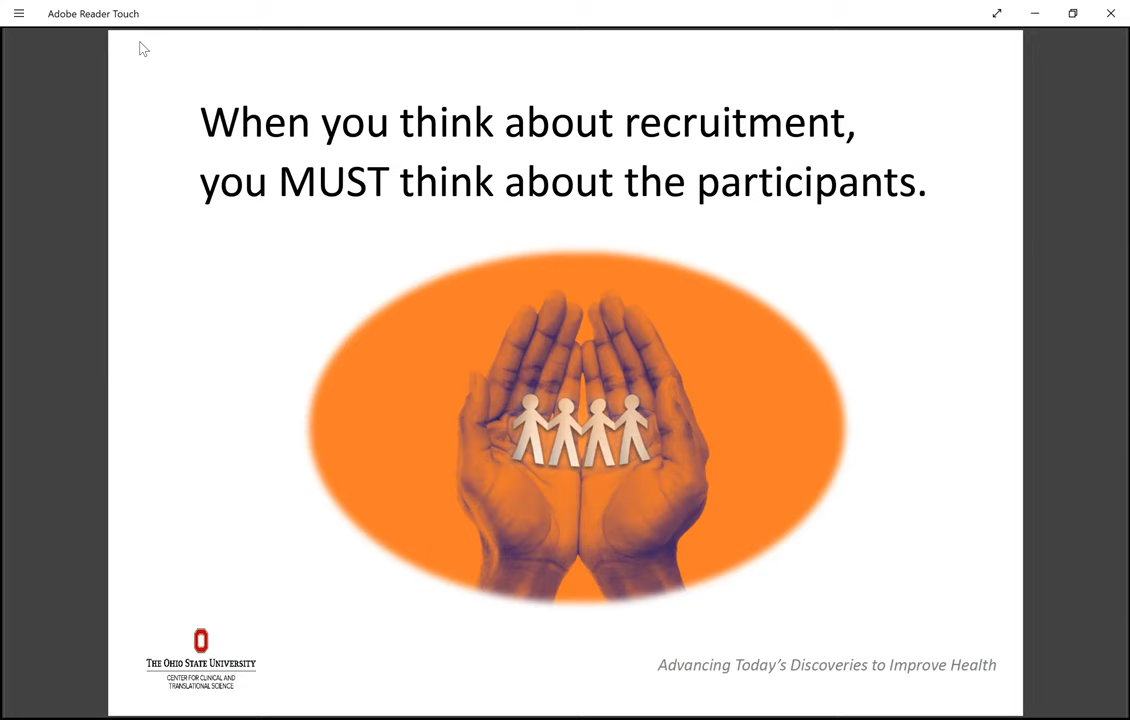 Adobe Reader Touch
When you think about recruitment,
you MUST think about the participants.
THE OHIO STATE UNIVERSITY
CENTER FOR CLINICAL AND
TRANSLATIONAL SCIENCE
Advancing Today's Discoveries to Improve Health